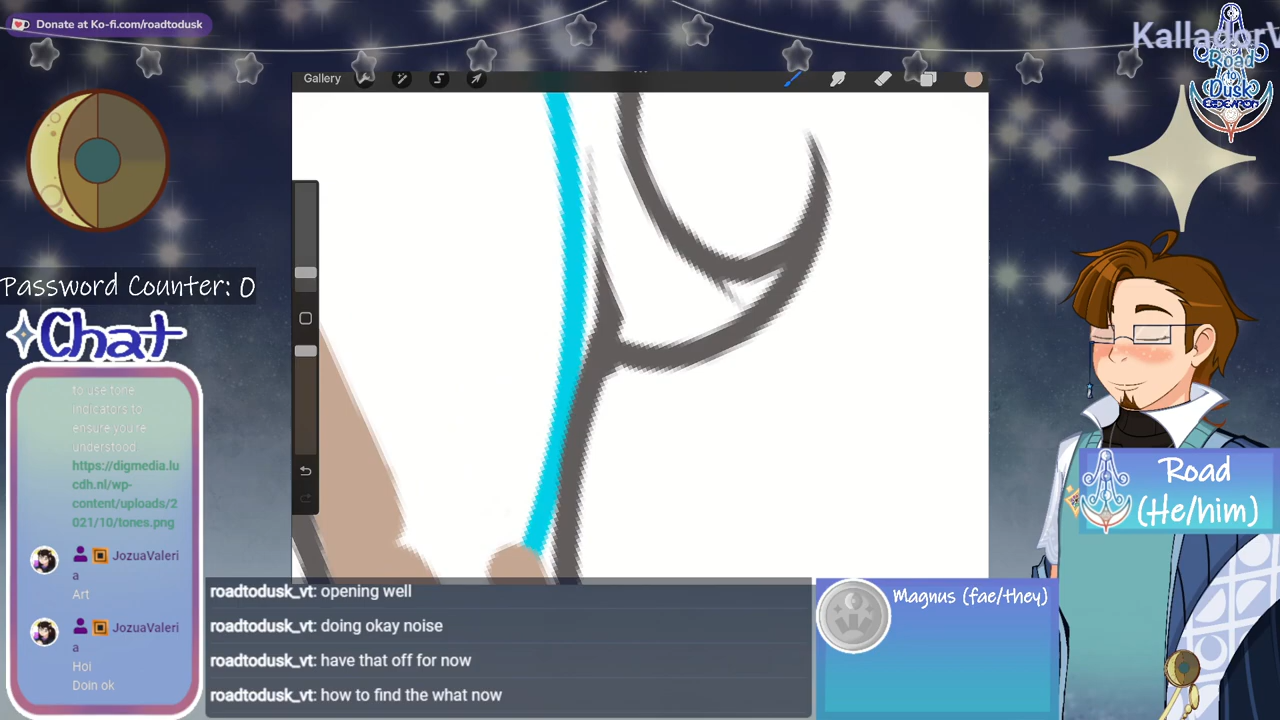 Donate at Ko-fi.com/roadtodusk
KalladorV
Road
to
Dusk
Gallery
Password Counter: 0
Chat
to use tone
indicators to
ensure you're
understood
https://digmedia.lu
cdh.nl/wp-
content/uploads/2
021/10/tones.png
JozuaValeri
a
Art
JozuaValeri
a
Hoi
Doin ok
roadtodusk_vt: opening well
roadtodusk_vt: doing okay noise
roadtodusk_vt: have that off for now
roadtodusk_vt: how to find the what now
Magnus (fae/they)
Road
(He/him)